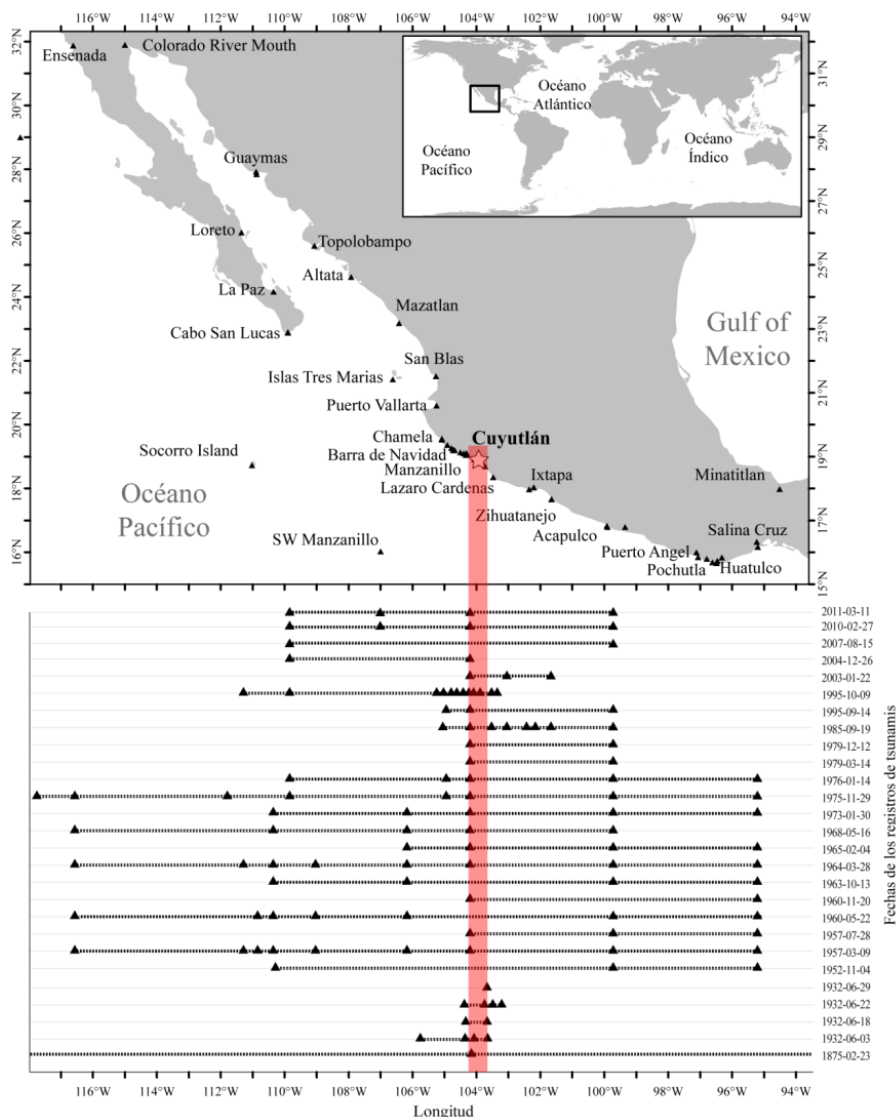 116°W 114°W 112°W 110°W 108°W 106°W 104°W 102°W 100°W 98°W 96°W 94°W
32°N
30°N
28°N
26°N
24°N
22°N
20°N
18°N
16°N
31°N
29°N
27°N
25°N
23°N
21°N
19°N
17°N
15°N
Ensenada
Colorado River Mouth
Océano
Atlántico
Océano
Pacífico
Océano
Índico
Guaymas
Loreto
Topolobampo
Altata
La Paz
Mazatlan
Cabo San Lucas
Gulf of
Mexico
San Blas
Islas Tres Marias
Puerto Vallarta
Chamela
Cuyutlán
Barra de Navidad
Socorro Island
Manzanillo
Ixtapa
Minatitlan
Lazaro Cardenas
Océano
Pacífico
Zihuatanejo
Salina Cruz
SW Manzanillo
Acapulco
Puerto Angel
Pochutla
Huatulco
2011-03-11
2010-02-27
2007-08-15
2004-12-26
2003-01-22
1995-10-09
1995-09-14
1985-09-19
1979-12-12
1979-03-14
1976-01-14
1975-11-29
1973-01-30
1968-05-16
1965-02-04
1964-03-28
1963-10-13
1960-11-20
1960-05-22
1957-07-28
1957-03-09
1952-11-04
1932-06-29
1932-06-22
1932-06-18
1932-06-03
1875-02-23
Fechas de los registros de tsunamis
116°W 114°W 112°W 110°W 108°W 106°W 104°W 102°W 100°W 98°W 96°W 94°W
Longitud